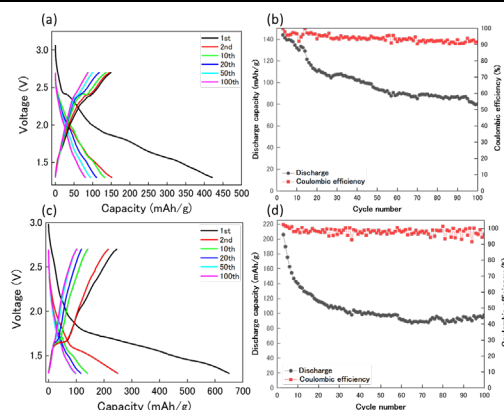 (a)
1st
2nd
10th
20th
50th
100th
Voltage (V)
3.0
2.5
2.0
1.5
0 50 100 150 200 250 300 350 400 450 500
Capacity (mAh/g)
(b)
Discharge capacity (mAh/g)
140
120
100
80
60
40
20
0
100
90
80
70
60
50
40
30
20
10
0
Coulombic efficiency (%)
Discharge
Coulombic efficiency
0 10 20 30 40 50 60 70 80 90 100
Cycle number
(c)
1st
2nd
10th
20th
50th
100th
Voltage (V)
3.0
2.5
2.0
1.5
0 100 200 300 400 500 600 700
Capacity (mAh/g)
(d)
Discharge capacity (mAh/g)
220
200
180
160
140
120
100
80
60
40
20
0
100
90
80
70
60
50
40
30
20
10
0
Discharge
Coulombic efficiency
0 10 20 30 40 50 60 70 80 90 100
Cycle number